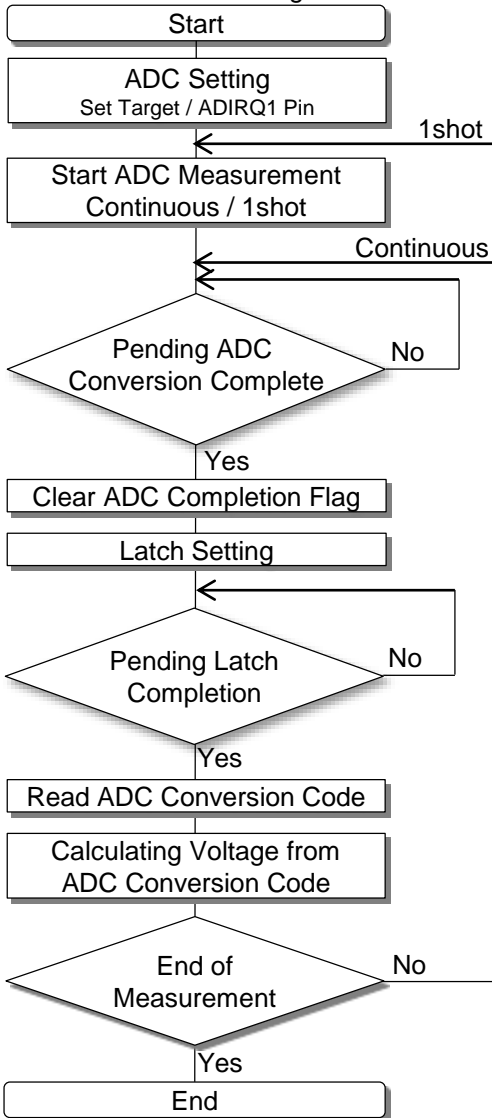 Start
ADC Setting
Set Target / ADIRQ1 Pin
1shot
Start ADC Measurement
Continuous / 1shot
Continuous
Pending ADC
Conversion Complete
No
Yes
Clear ADC Completion Flag
Latch Setting
Pending Latch
Completion
No
Yes
Read ADC Conversion Code
Calculating Voltage from
ADC Conversion Code
End of
Measurement
No
Yes
End